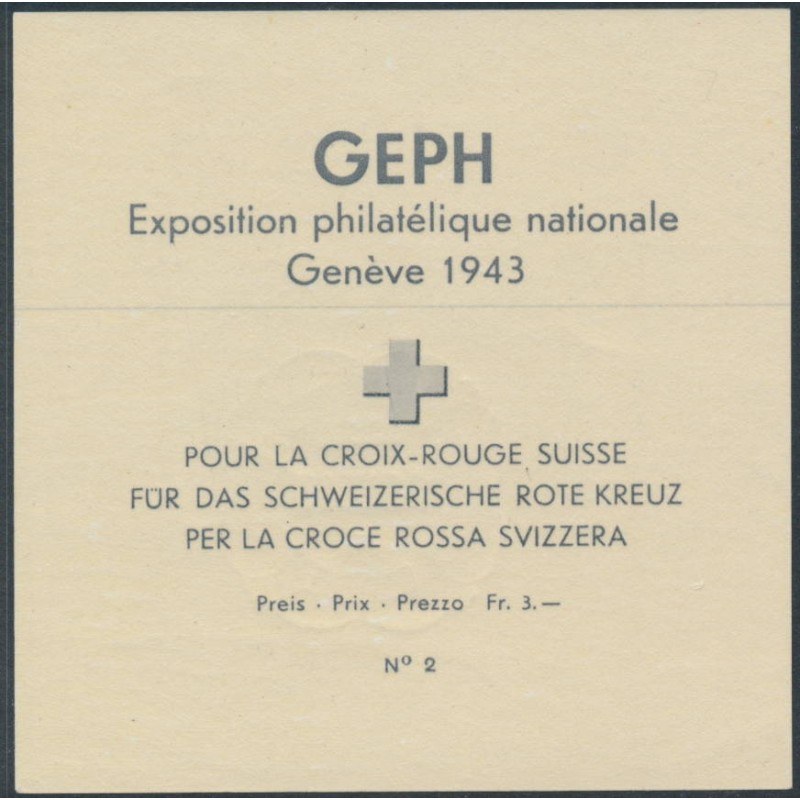 GEPH
Exposition philatélique nationale
Genève 1943
POUR LA CROIX-ROUGE SUISSE
FÜR DAS SCHWEIZERISCHE ROTE KREUZ
PER LA CROCE ROSSA SVIZZERA
Preis · Prix · Prezzo Fr. 3.—
Nº 2